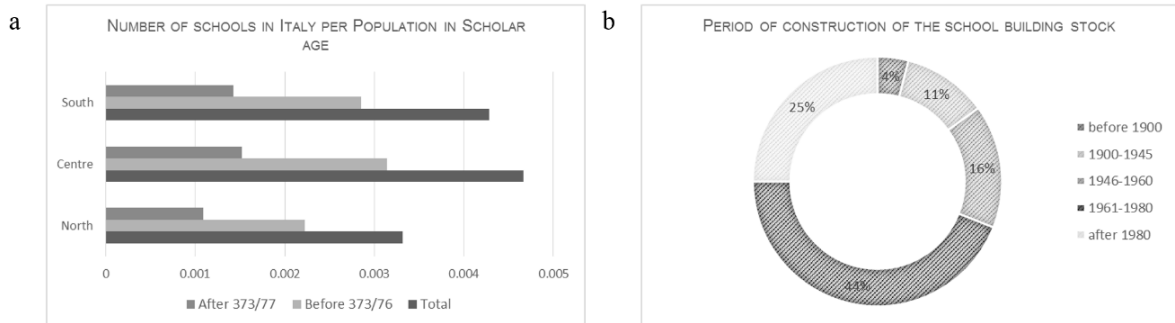 a
NUMBER OF SCHOOLS IN ITALY PER POPULATION IN SCHOLAR
AGE
South
Centre
North
0 0.001 0.002 0.003 0.004 0.005
After 373/77 Before 373/76 Total
b
PERIOD OF CONSTRUCTION OF THE SCHOOL BUILDING STOCK
4%
11%
16%
44%
25%
before 1900
1900-1945
1946-1960
1961-1980
after 1980